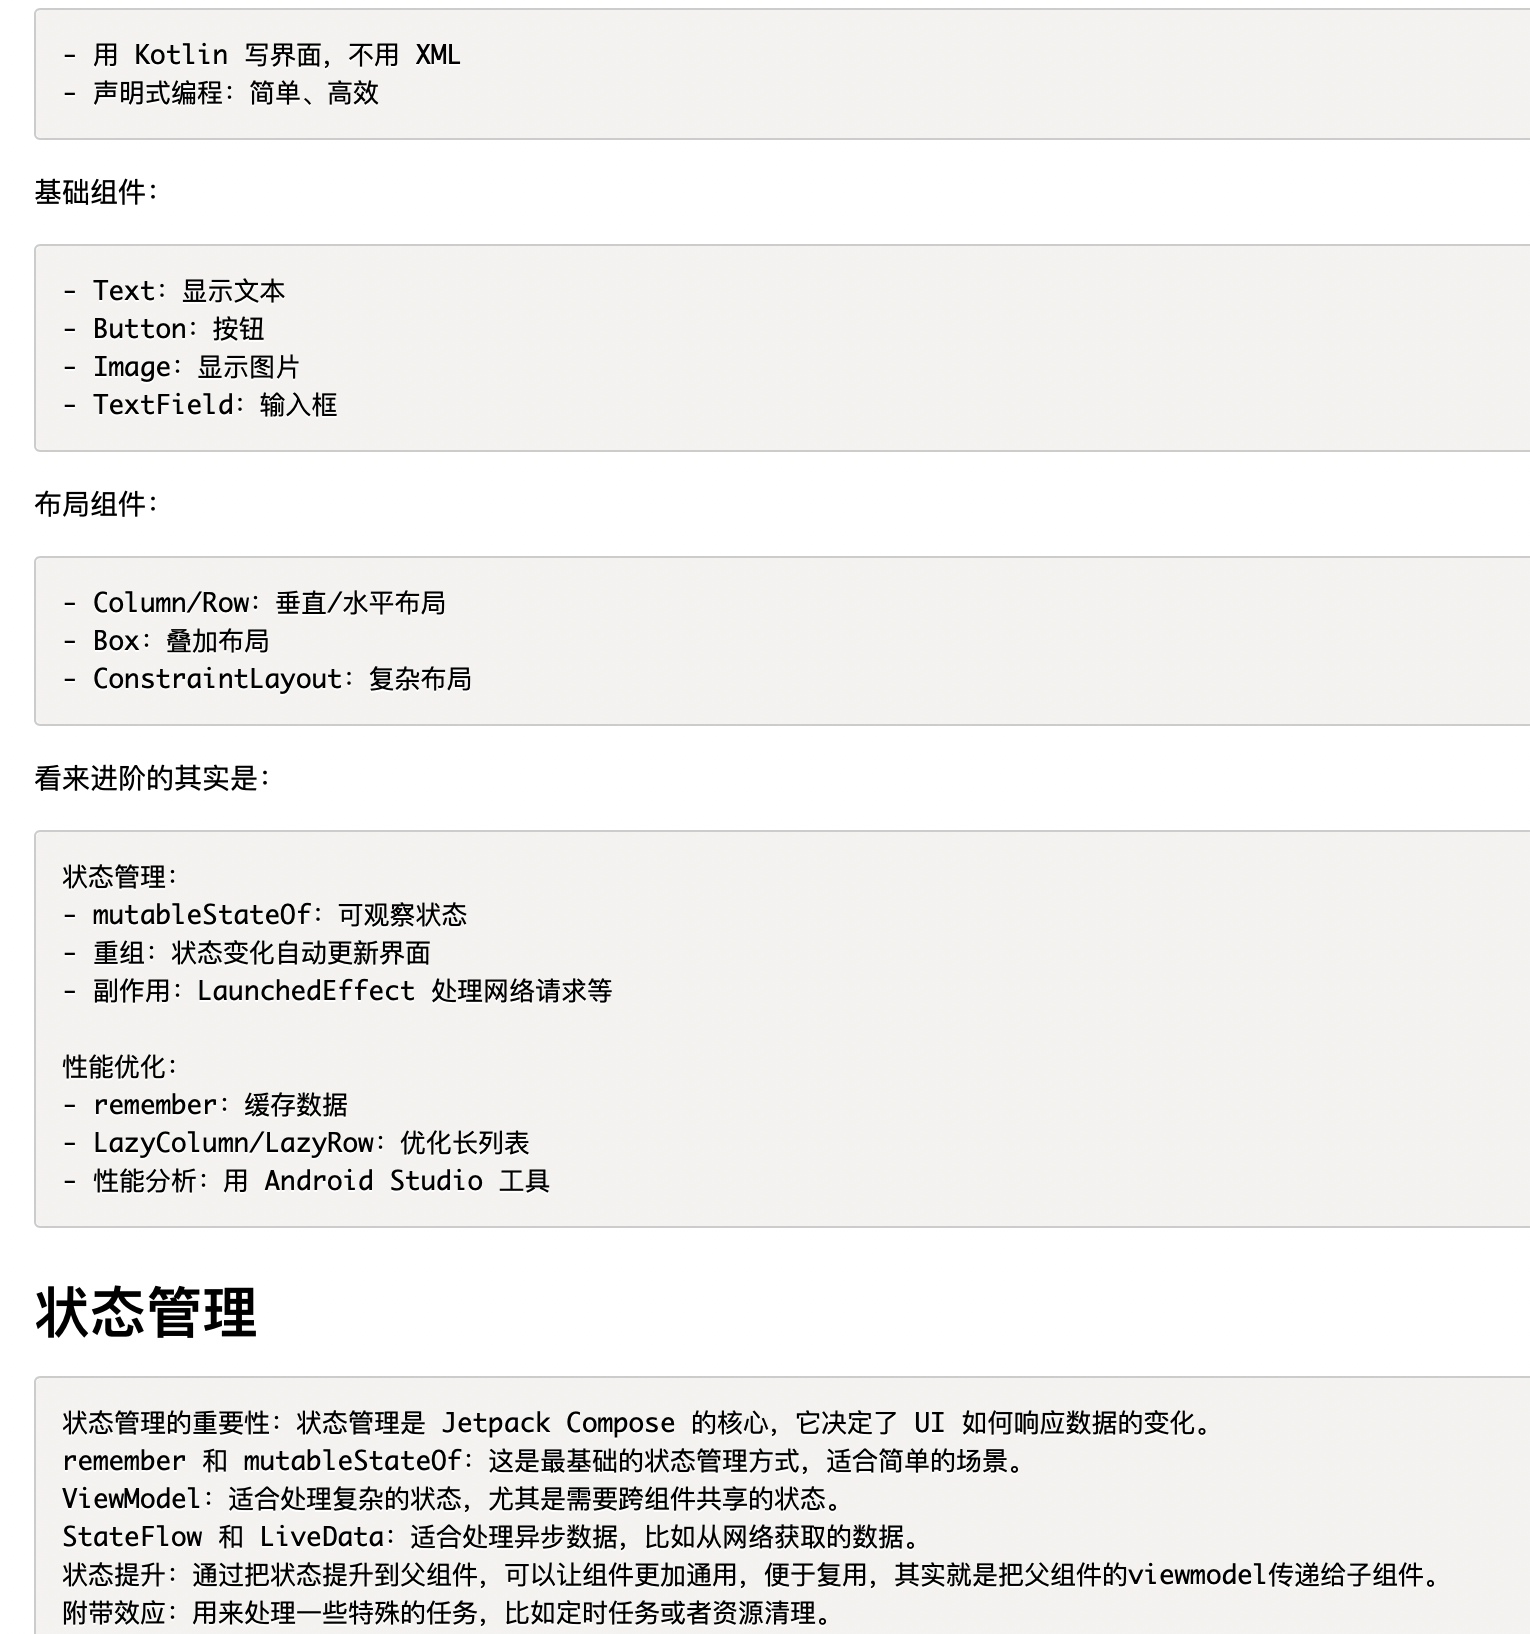 - 用 Kotlin 写界面，不用 XML
- 声明式编程：简单、高效
基础组件：
- Text：显示文本
- Button：按钮
- Image：显示图片
- TextField：输入框
布局组件：
- Column/Row：垂直/水平布局
- Box：叠加布局
- ConstraintLayout：复杂布局
看来进阶的其实是：
状态管理：
- mutableStateOf：可观察状态
- 重组：状态变化自动更新界面
- 副作用：LaunchedEffect 处理网络请求等
性能优化：
- remember：缓存数据
- LazyColumn/LazyRow：优化长列表
- 性能分析：用 Android Studio 工具
状态管理
状态管理的重要性：状态管理是 Jetpack Compose 的核心，它决定了 UI 如何响应数据的变化。
remember 和 mutableStateOf：这是最基础的状态管理方式，适合简单的场景。
ViewModel：适合处理复杂的状态，尤其是需要跨组件共享的状态。
StateFlow 和 LiveData：适合处理异步数据，比如从网络获取的数据。
状态提升：通过把状态提升到父组件，可以让组件更加通用，便于复用，其实就是把父组件的viewmodel传递给子组件。
附带效应：用来处理一些特殊的任务，比如定时任务或者资源清理。